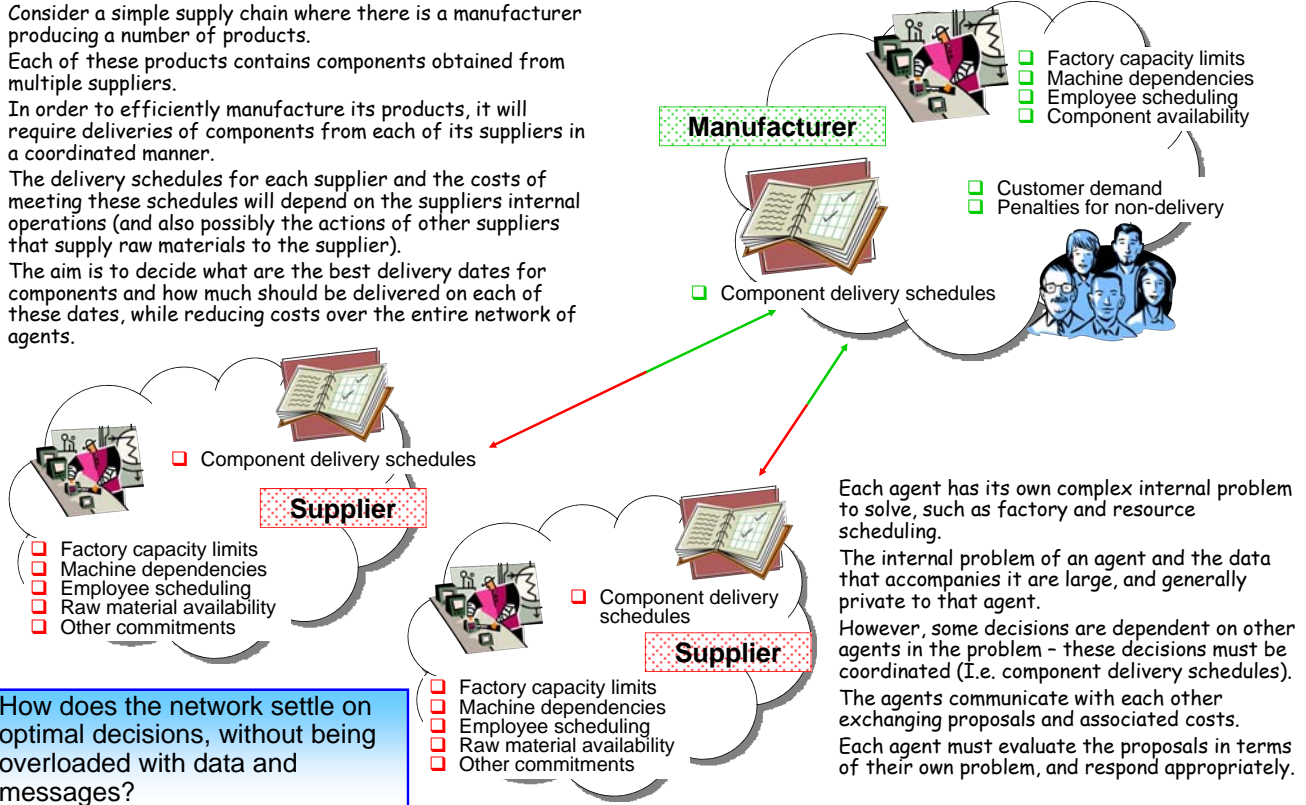 Consider a simple supply chain where there is a manufacturer
producing a number of products.
Each of these products contains components obtained from
multiple suppliers.
In order to efficiently manufacture its products, it will
require deliveries of components from each of its suppliers in
a coordinated manner.
The delivery schedules for each supplier and the costs of
meeting these schedules will depend on the suppliers internal
operations (and also possibly the actions of other suppliers
that supply raw materials to the supplier).
The aim is to decide what are the best delivery dates for
components and how much should be delivered on each of
these dates, while reducing costs over the entire network of
agents.
Manufacturer
Factory capacity limits
Machine dependencies
Employee scheduling
Component availability
Customer demand
Penalties for non-delivery
Component delivery schedules
Component delivery schedules
Supplier
Factory capacity limits
Machine dependencies
Employee scheduling
Raw material availability
Other commitments
Component delivery
schedules
Supplier
Factory capacity limits
Machine dependencies
Employee scheduling
Raw material availability
Other commitments
Each agent has its own complex internal problem
to solve, such as factory and resource
scheduling.
The internal problem of an agent and the data
that accompanies it are large, and generally
private to that agent.
However, some decisions are dependent on other
agents in the problem – these decisions must be
coordinated (I.e. component delivery schedules).
The agents communicate with each other
exchanging proposals and associated costs.
Each agent must evaluate the proposals in terms
of their own problem, and respond appropriately.
How does the network settle on
optimal decisions, without being
overloaded with data and
messages?